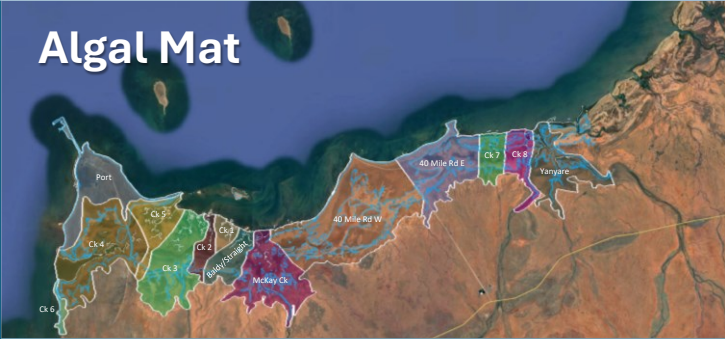 Algal Mat
Port
Ck 5
Ck 4
Ck 6
Ck 3
Ck 2
Ck 1
Baldy/Straight
McKay Ck
40 Mile Rd W
40 Mile Rd E
Ck 7
Ck 8
Yanyare